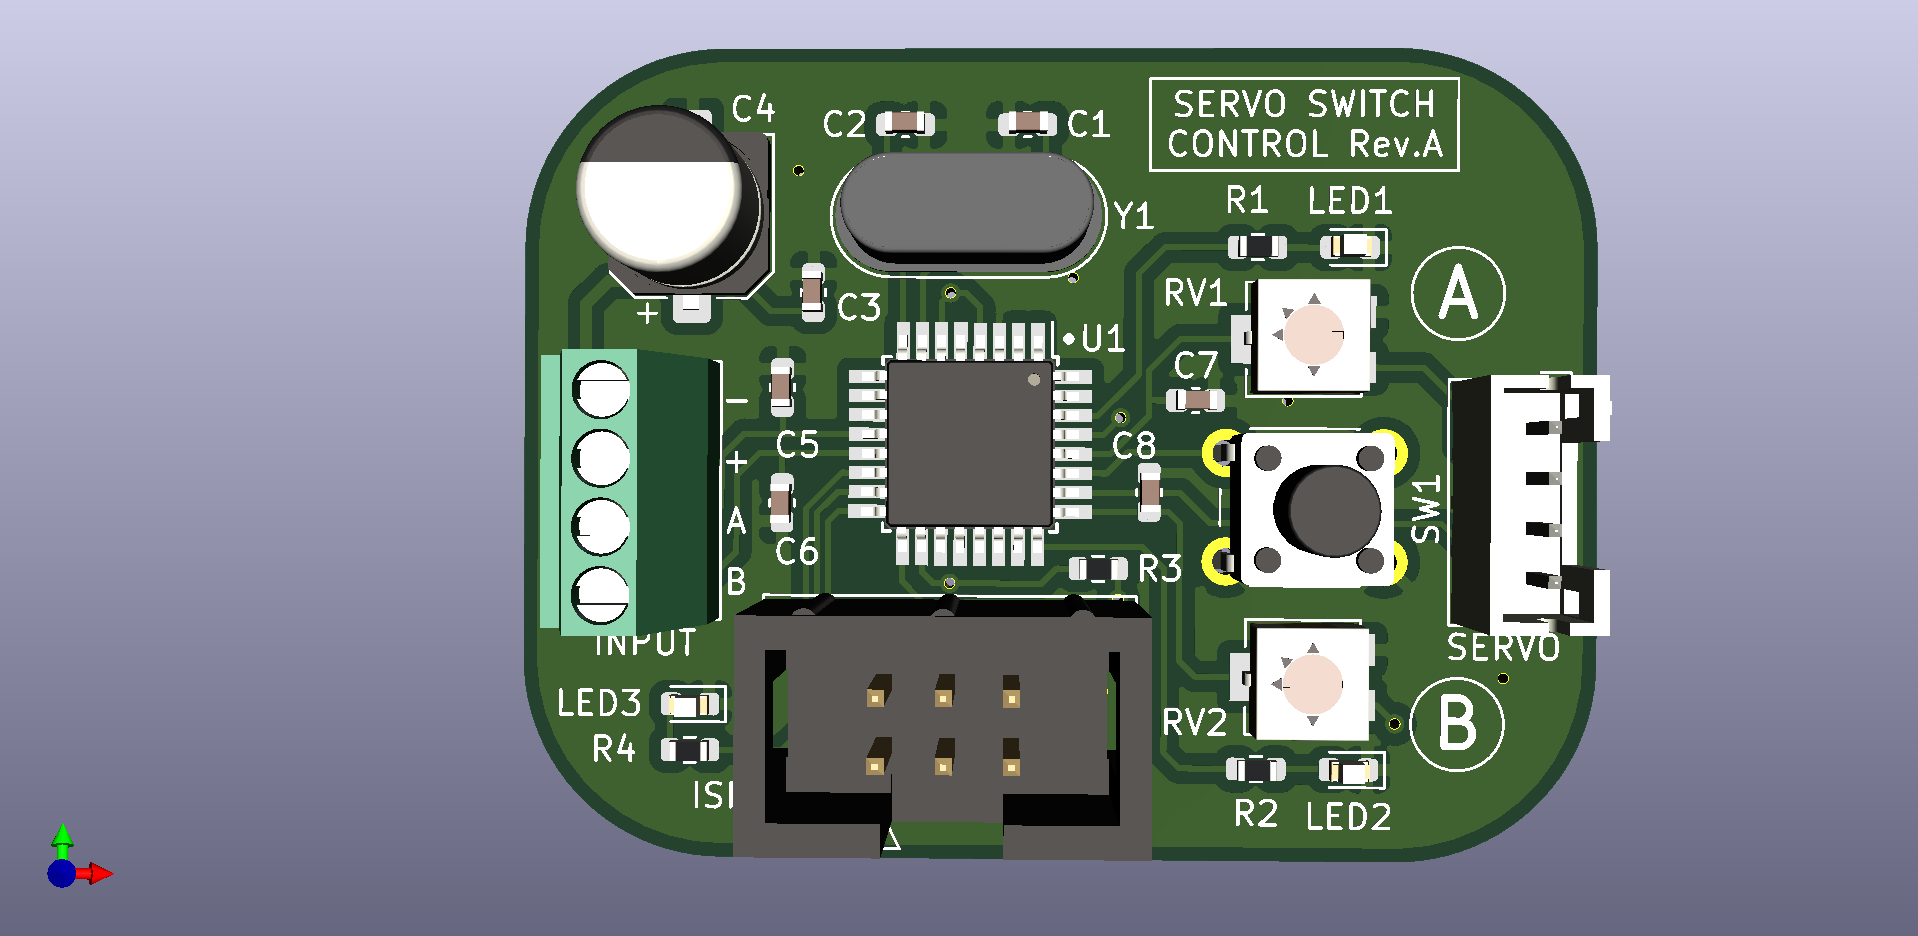 C4
C2
C1
SERVO SWITCH
CONTROL Rev.A
R1
LED1
Y1
RV1
A
+
C3
U1
C7
-
C5
C8
+
SW1
A
C6
R3
B
INPUT
SERVO
LED3
RV2
B
R4
R2
LED2